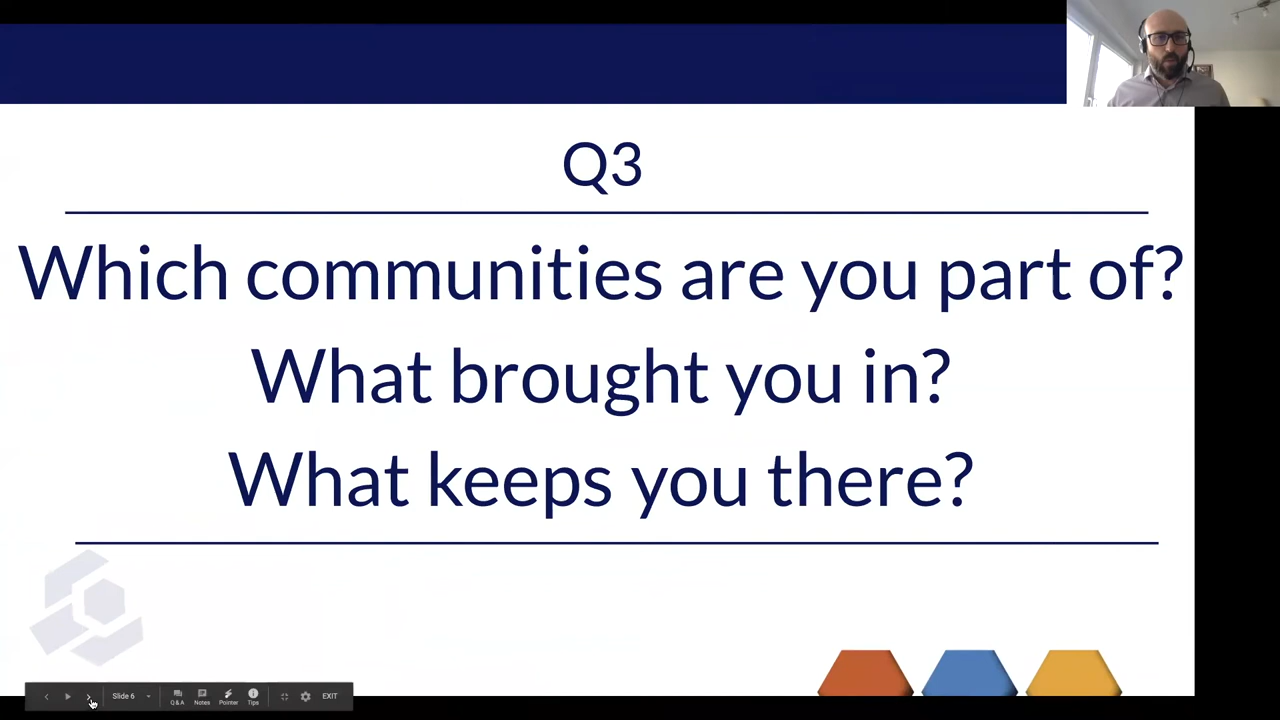 Q3
Which communities are you part of?
What brought you in?
What keeps you there?
Slide 6
Q&A
Notes
Pointer
Tips
EXIT